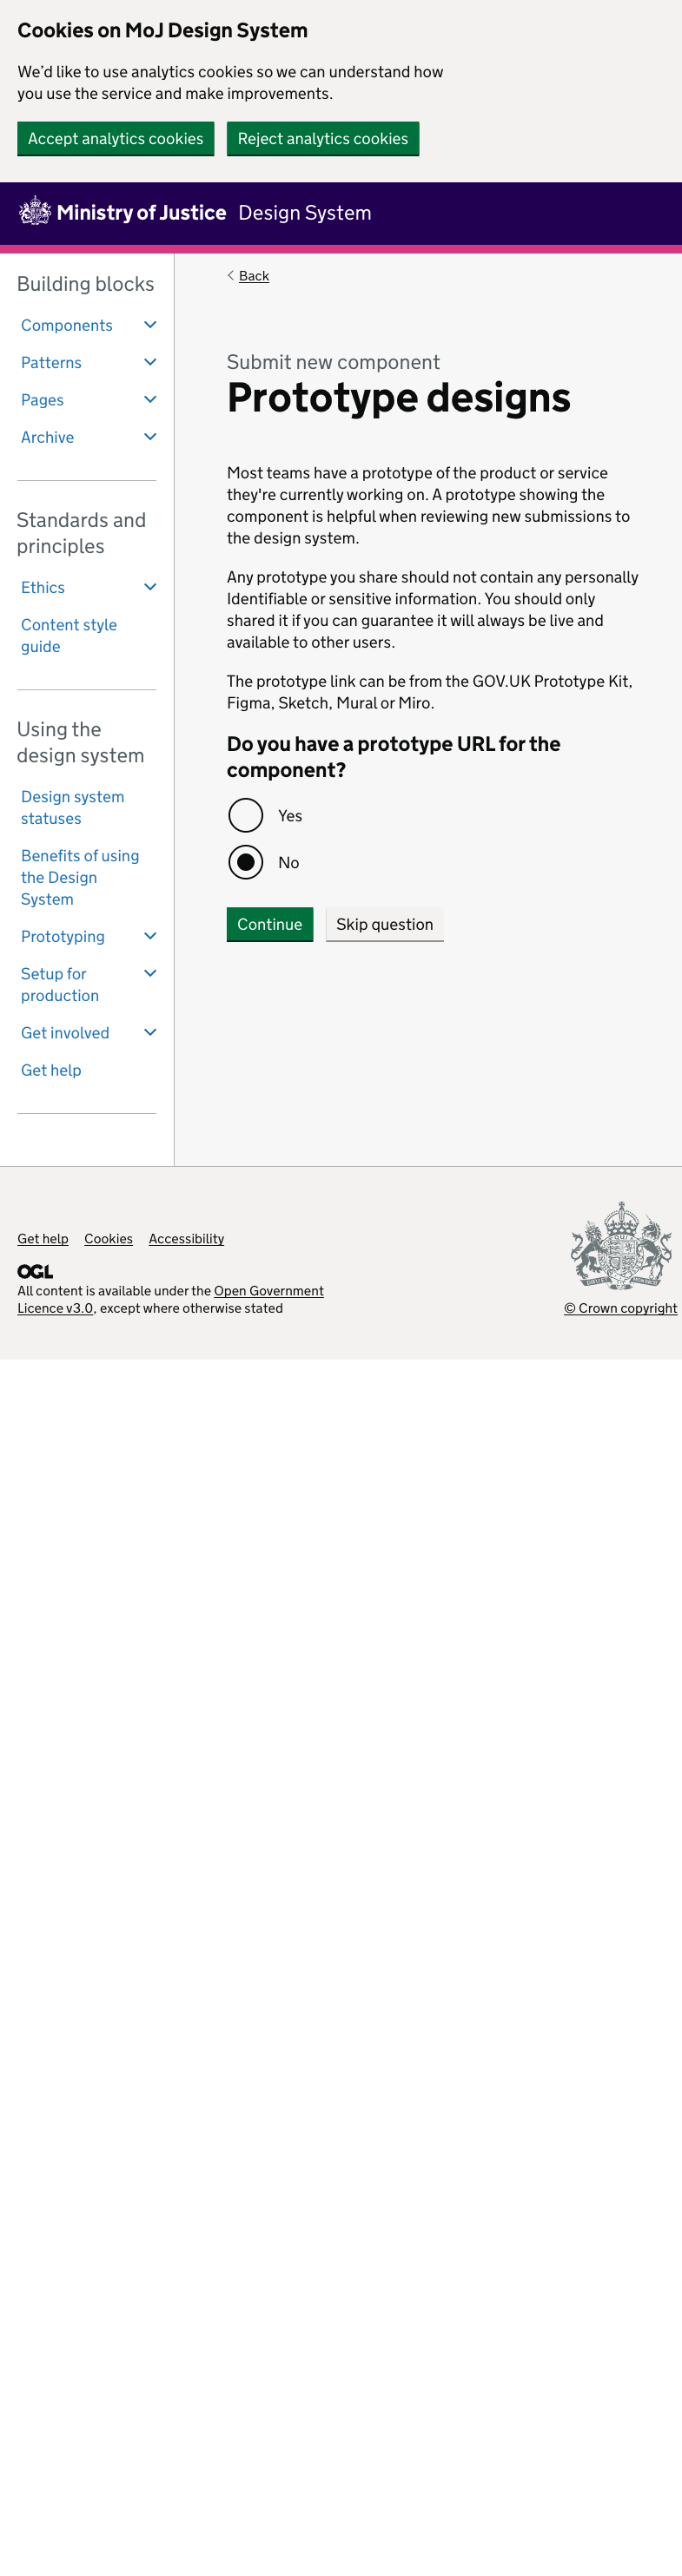 Cookies on MoJ Design System
We’d like to use analytics cookies so we can understand how
you use the service and make improvements.
Accept analytics cookies
Reject analytics cookies
Ministry of Justice Design System
Building blocks
Components
Patterns
Pages
Archive
Standards and
principles
Ethics
Content style
guide
Using the
design system
Design system
statuses
Benefits of using
the Design
System
Prototyping
Setup for
production
Get involved
Get help
Back
Submit new component
Prototype designs
Most teams have a prototype of the product or service
they're currently working on. A prototype showing the
component is helpful when reviewing new submissions to
the design system.
Any prototype you share should not contain any personally
Identifiable or sensitive information. You should only
shared it if you can guarantee it will always be live and
available to other users.
The prototype link can be from the GOV.UK Prototype Kit,
Figma, Sketch, Mural or Miro.
Do you have a prototype URL for the
component?
Yes
No
Continue
Skip question
Get help
Cookies
Accessibility
OGL
All content is available under the Open Government
Licence v3.0, except where otherwise stated
© Crown copyright